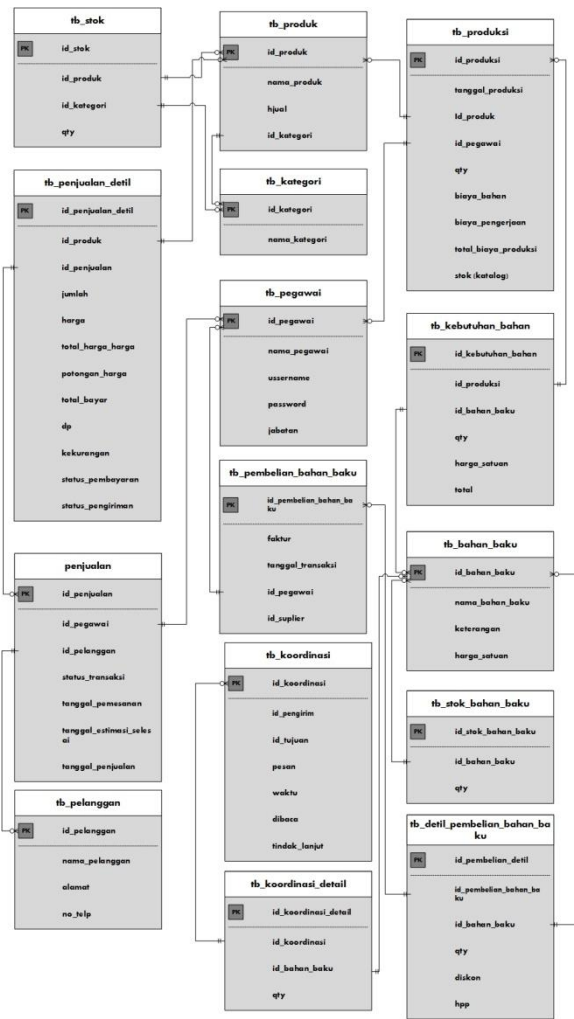 tb_stok
PK id_stok
id_produk
id_kategori
qty
tb_penjualan_detil
PK id_penjualan_detil
id_produk
id_penjualan
jumlah
harga
total_harga_harga
potongan_harga
total_bayar
dp
kekurangan
status_pembayaran
status_pengiriman
penjualan
PK id_penjualan
id_pegawai
id_pelanggan
status_transaksi
tanggal_pemesanan
tanggal_estimasi_seles
ai
tanggal_penjualan
tb_pelanggan
PK id_pelanggan
nama_pelanggan
alamat
no_telp
tb_produk
PK id_produk
nama_produk
hjual
id_kategori
tb_kategori
PK id_kategori
nama_kategori
tb_pegawai
PK id_pegawai
nama_pegawai
ussername
password
jabatan
tb_pembelian_bahan_baku
PK id_pembelian_bahan_ba
ku
faktur
tanggal_transaksi
id_pegawai
id_suplier
tb_koordinasi
PK id_koordinasi
id_pengirim
id_tujuan
pesan
waktu
dibaca
tindak_lanjut
tb_koordinasi_detail
PK id_koordinasi_detail
id_koordinasi
id_bahan_baku
qty
tb_produksi
PK id_produksi
tanggal_produksi
Id_produk
id_pegawai
qty
biaya_bahan
biaya_pengerjaan
total_biaya_produksi
stok (katalog)
tb_kebutuhan_bahan
PK id_kebutuhan_bahan
id_produksi
id_bahan_baku
qty
harga_satuan
total
tb_bahan_baku
PK id_bahan_baku
nama_bahan_baku
keterangan
harga_satuan
tb_stok_bahan_baku
PK id_stok_bahan_baku
id_bahan_baku
qty
tb_detil_pembelian_bahan_ba
ku
PK id_pembelian_detil
id_pembelian_bahan_ba
ku
id_bahan_baku
qty
diskon
hpp